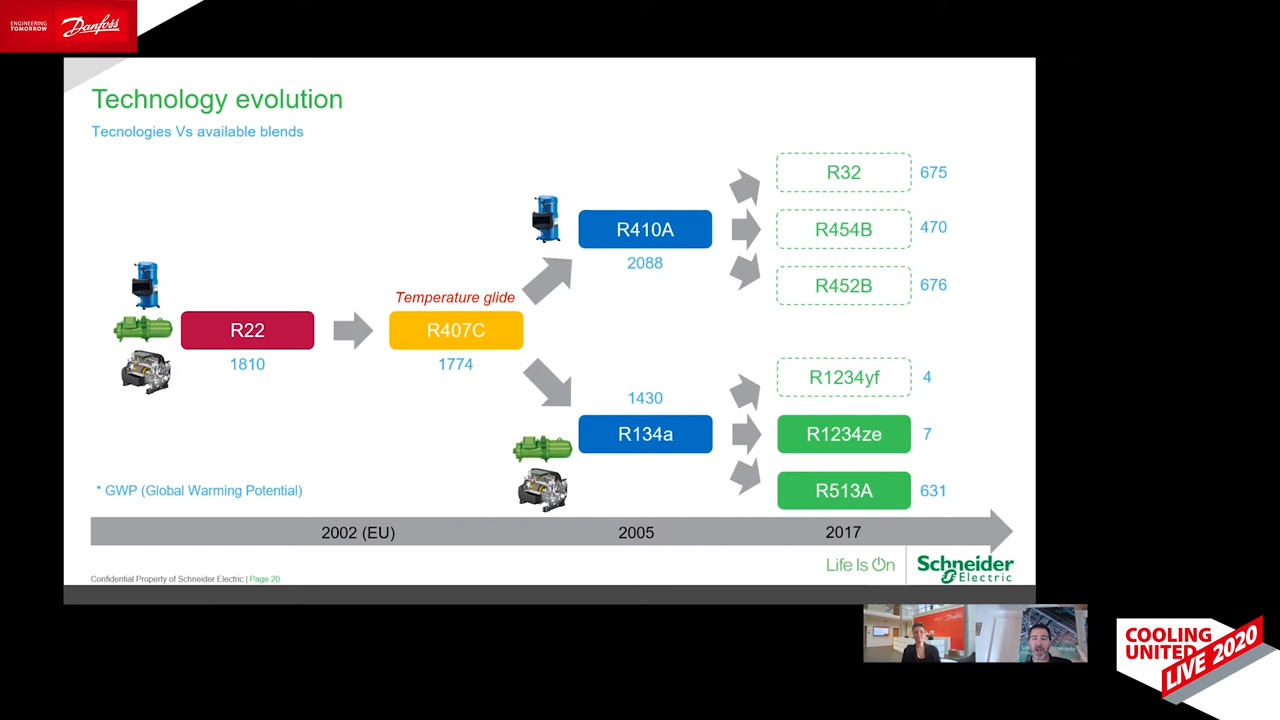 ENGINEERING
TOMORROW
Danfoss
Technology evolution
Tecnologies Vs available blends
R32 675
R454B 470
R410A
2088
R452B 676
Temperature glide
R22
1810
R407C
1774
R1234yf 4
1430
R134a
R1234ze 7
R513A 631
* GWP (Global Warming Potential)
2002 (EU) 2005 2017
Life Is On
Schneider
Electric
Confidential Property of Schneider Electric | Page 20
Danfoss
COOLING
UNITED
LIVE 2020